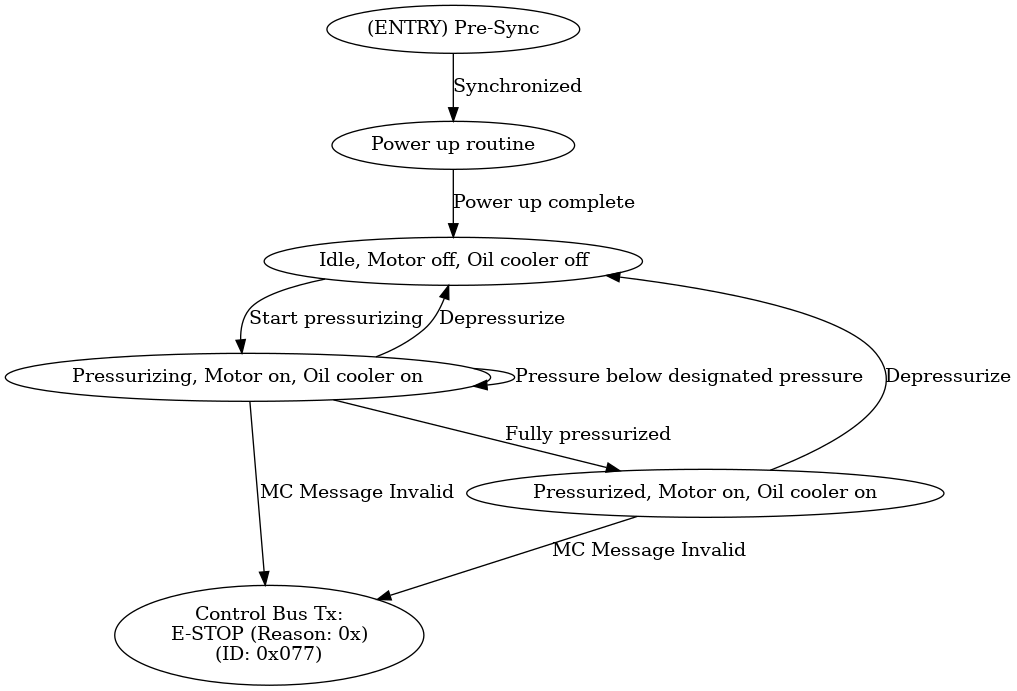 (ENTRY) Pre-Sync
Synchronized
Power up routine
Power up complete
Idle, Motor off, Oil cooler off
Start pressurizing
Depressurize
Pressurizing, Motor on, Oil cooler on
Pressure below designated pressure
Depressurize
Fully pressurized
MC Message Invalid
Pressurized, Motor on, Oil cooler on
MC Message Invalid
Control Bus Tx:
E-STOP (Reason: 0x)
(ID: 0x077)